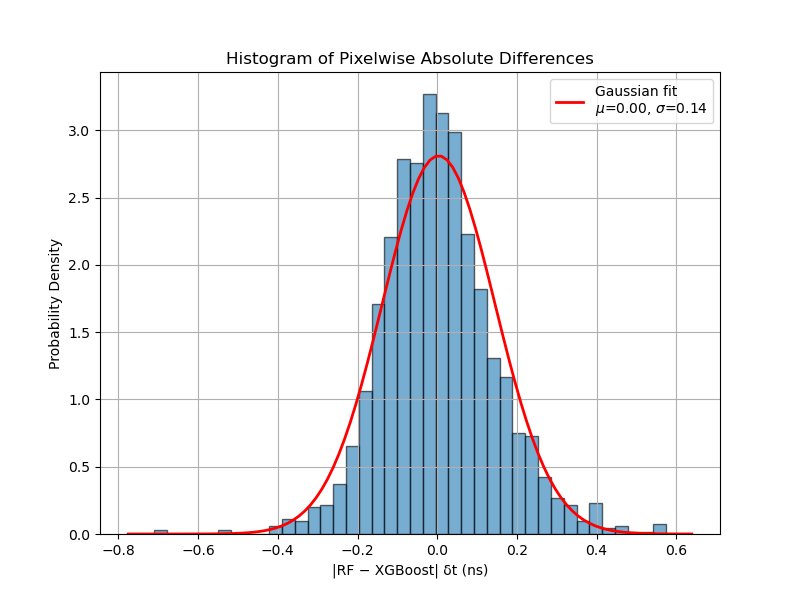 Histogram of Pixelwise Absolute Differences
Gaussian fit
μ=0.00, σ=0.14
Probability Density
3.0
2.5
2.0
1.5
1.0
0.5
0.0
−0.8 −0.6 −0.4 −0.2 0.0 0.2 0.4 0.6
|RF − XGBoost| δt (ns)